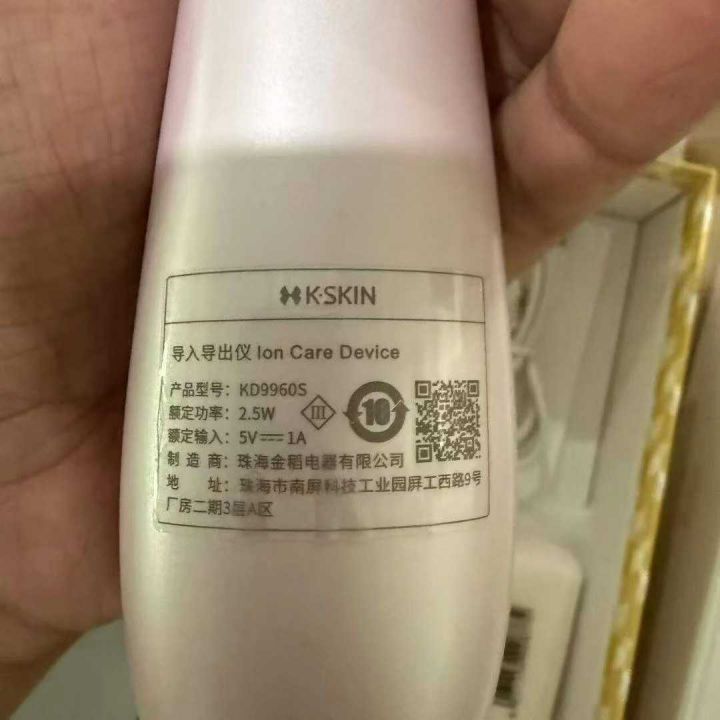 K·SKIN
导入导出仪 Ion Care Device
产品型号: KD9960S
额定功率: 2.5W
III
10
额定输入: 5V⎓1A
制 造 商: 珠海金稻电器有限公司
地 址: 珠海市南屏科技工业园屏工西路9号
厂房二期3层A区